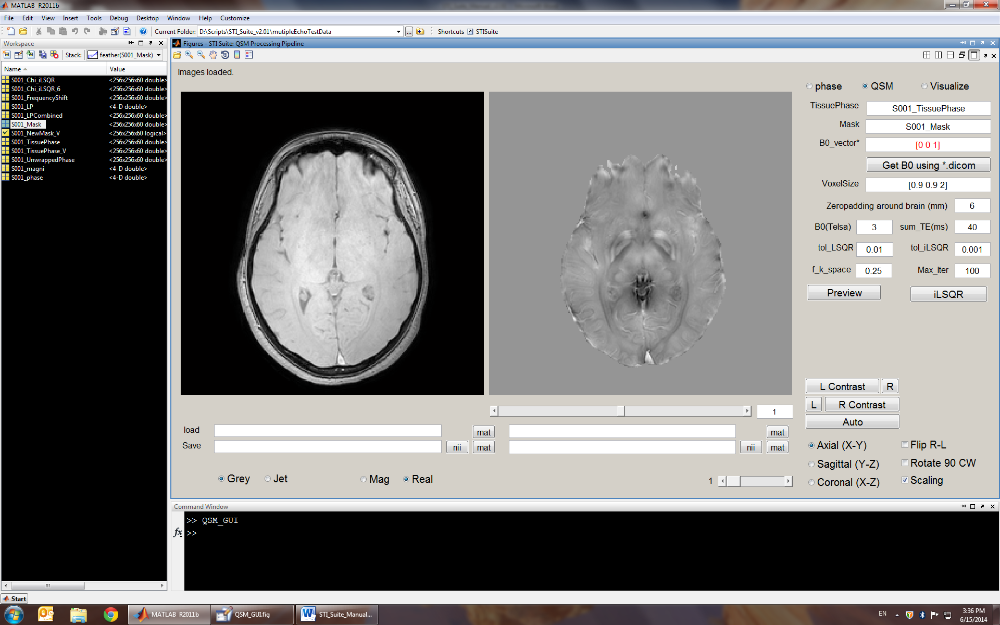 MATLAB R2011b
File Edit View Insert Tools Debug Desktop Window Help Customize
Current Folder: D:\Scripts\STI_Suite_v2.01\mutipleEchoTestData ... Shortcuts STISuite
Workspace
Stack: feather(S001_Mask)
Name Value
S001_Chi_iLSQR <256x256x60 double>
S001_Chi_iLSQR_6 <256x256x60 double>
S001_FrequencyShift <256x256x60 double>
S001_LP <4-D double>
S001_LPCombined <256x256x60 double>
S001_Mask <256x256x60 double>
S001_NewMask_V <256x256x60 logical>
S001_TissuePhase <256x256x60 double>
S001_TissuePhase_V <256x256x60 double>
S001_UnwrappedPhase <256x256x60 double>
S001_magni <4-D double>
S001_phase <4-D double>
Figures - STI Suite: QSM Processing Pipeline
Images loaded.
phase QSM Visualize
TissuePhase S001_TissuePhase
Mask S001_Mask
B0_vector* [0 0 1]
Get B0 using *.dicom
VoxelSize [0.9 0.9 2]
Zeropadding around brain (mm) 6
B0(Telsa) 3 sum_TE(ms) 40
tol_LSQR 0.01 tol_iLSQR 0.001
f_k_space 0.25 Max_Iter 100
Preview iLSQR
L Contrast R
L R Contrast
Auto
1
load mat mat
Save nii mat nii mat
Axial (X-Y) Flip R-L
Sagittal (Y-Z) Rotate 90 CW
Coronal (X-Z) Scaling
Grey Jet Mag Real 1
Command Window
>> QSM_GUI
fx >>
Start
MATLAB R2011b QSM_GUI.fig STI_Suite_Manual... EN 3:36 PM
6/15/2014